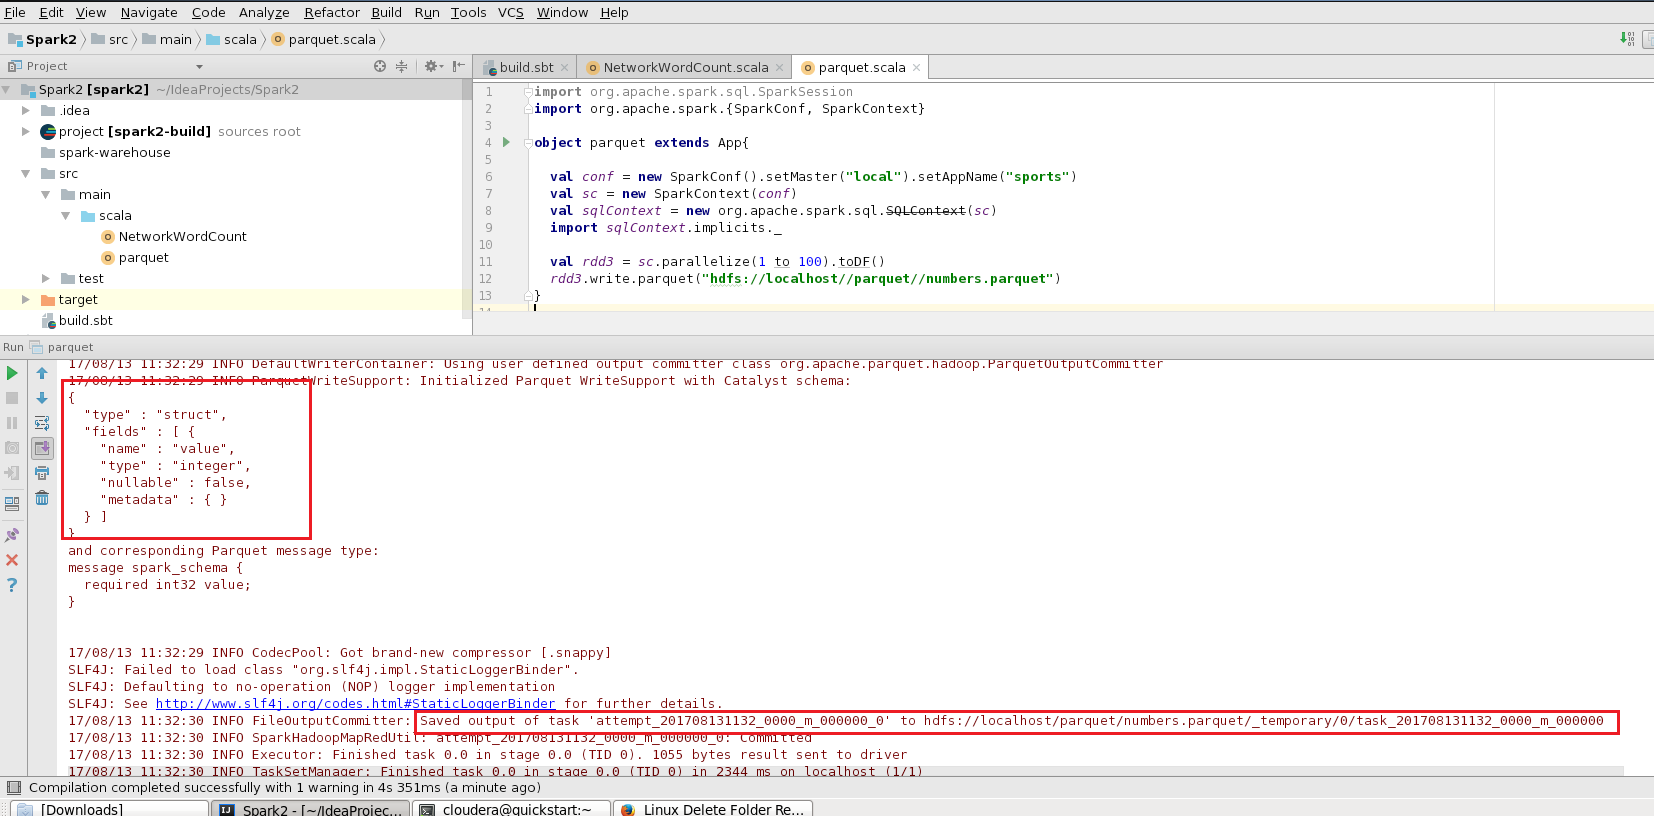 File Edit View Navigate Code Analyze Refactor Build Run Tools VCS Window Help
Spark2 src main scala parquet.scala
Project
build.sbt NetworkWordCount.scala parquet.scala
Spark2 [spark2] ~/IdeaProjects/Spark2
.idea
project [spark2-build] sources root
spark-warehouse
src
main
scala
NetworkWordCount
parquet
test
target
build.sbt
1 import org.apache.spark.sql.SparkSession
2 import org.apache.spark.{SparkConf, SparkContext}
3
4 object parquet extends App{
5
6 val conf = new SparkConf().setMaster("local").setAppName("sports")
7 val sc = new SparkContext(conf)
8 val sqlContext = new org.apache.spark.sql.SQLContext(sc)
9 import sqlContext.implicits._
10
11 val rdd3 = sc.parallelize(1 to 100).toDF()
12 rdd3.write.parquet("hdfs://localhost//parquet//numbers.parquet")
13 }
14
Run parquet
17/08/13 11:32:29 INFO DefaultWriterContainer: Using user defined output committer class org.apache.parquet.hadoop.ParquetOutputCommitter
17/08/13 11:32:29 INFO ParquetWriteSupport: Initialized Parquet WriteSupport with Catalyst schema:
{
"type" : "struct",
"fields" : [ {
"name" : "value",
"type" : "integer",
"nullable" : false,
"metadata" : { }
} ]
}
and corresponding Parquet message type:
message spark_schema {
required int32 value;
}
17/08/13 11:32:29 INFO CodecPool: Got brand-new compressor [.snappy]
SLF4J: Failed to load class "org.slf4j.impl.StaticLoggerBinder".
SLF4J: Defaulting to no-operation (NOP) logger implementation
SLF4J: See http://www.slf4j.org/codes.html#StaticLoggerBinder for further details.
17/08/13 11:32:30 INFO FileOutputCommitter: Saved output of task 'attempt_201708131132_0000_m_000000_0' to hdfs://localhost/parquet/numbers.parquet/_temporary/0/task_201708131132_0000_m_000000
17/08/13 11:32:30 INFO SparkHadoopMapRedUtil: attempt_201708131132_0000_m_000000_0: Committed
17/08/13 11:32:30 INFO Executor: Finished task 0.0 in stage 0.0 (TID 0). 1055 bytes result sent to driver
17/08/13 11:32:30 INFO TaskSetManager: Finished task 0.0 in stage 0.0 (TID 0) in 2344 ms on localhost (1/1)
Compilation completed successfully with 1 warning in 4s 351ms (a minute ago)
[Downloads] Spark2 - [~/IdeaProjec... cloudera@quickstart:~ Linux Delete Folder Re...